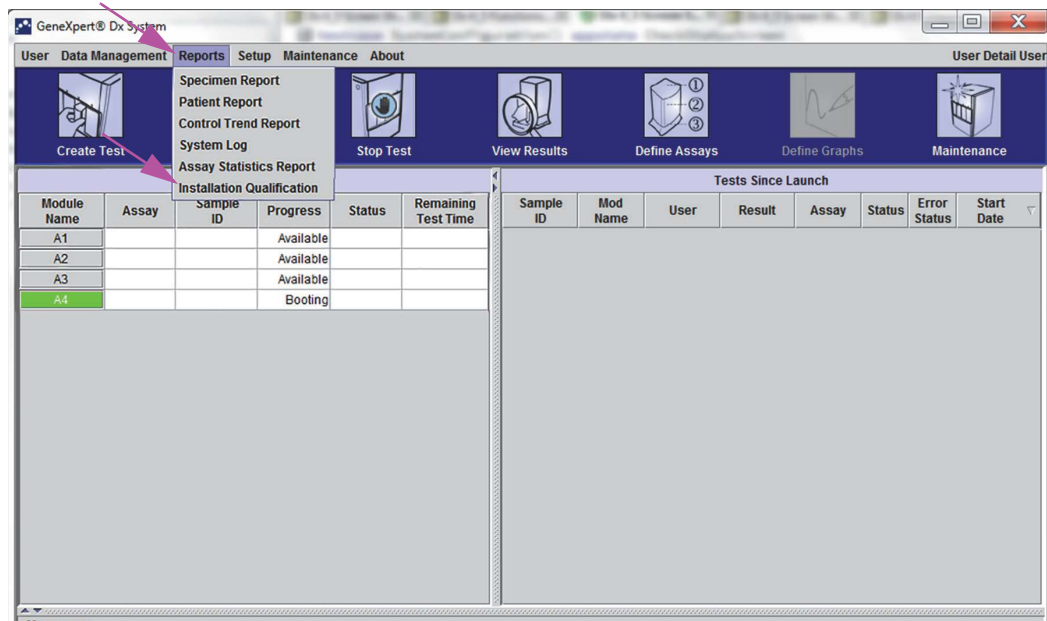 GeneXpert® Dx System
User Data Management Reports Setup Maintenance About User Detail User
Specimen Report
Patient Report
Control Trend Report
System Log
Assay Statistics Report
Installation Qualification
Create Test Stop Test View Results Define Assays Define Graphs Maintenance
Tests Since Launch
Module Name Assay Sample ID Progress Status Remaining Test Time
A1 Available
A2 Available
A3 Available
A4 Booting
Sample ID Mod Name User Result Assay Status Error Status Start Date